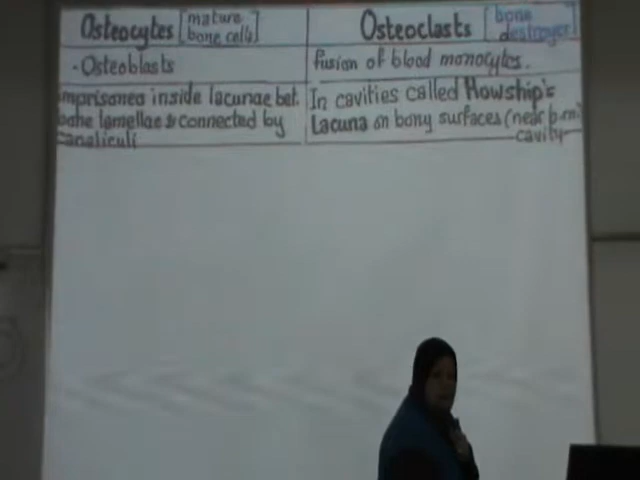 Osteocytes [mature bone cells]
Osteoclasts [bone destroyer]
-Osteoblasts
fusion of blood monocytes.
imprisoned inside lacunae bet.
bone lamellae & connected by
canaliculi
In cavities called Howship's
Lacuna on bony surfaces (near b.m
cavity